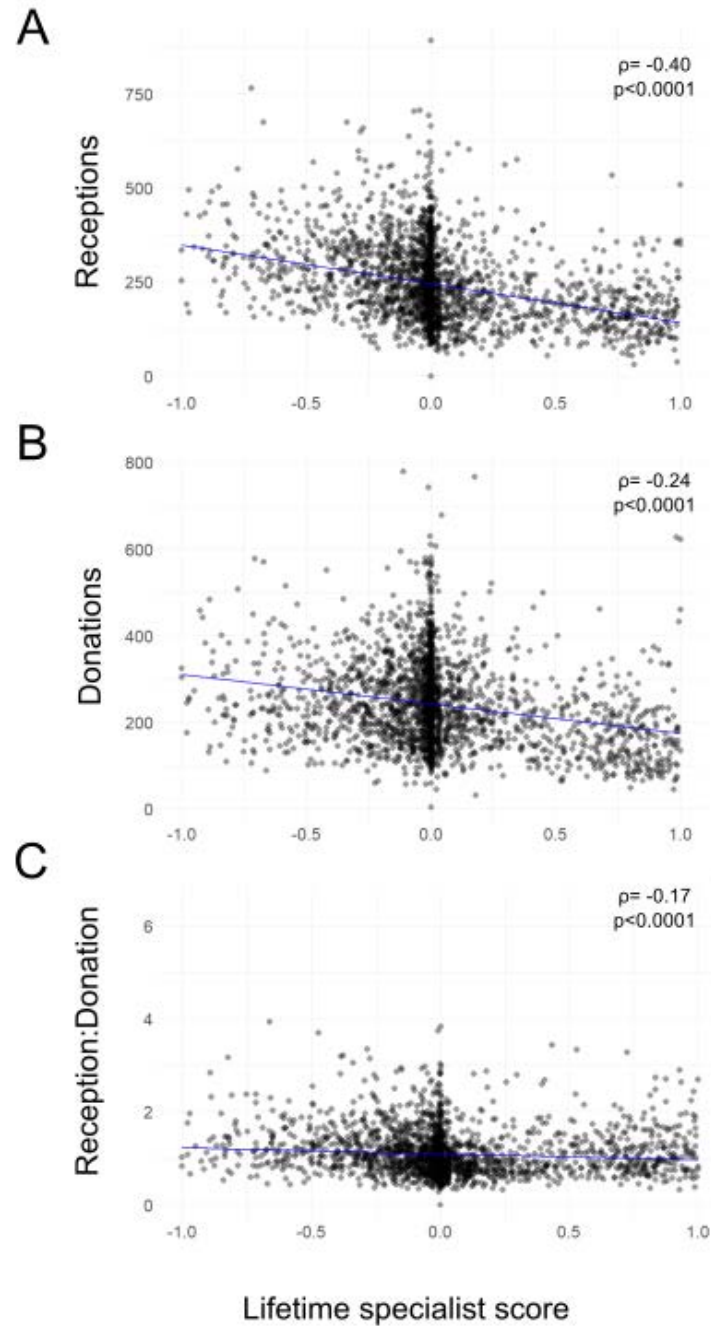 A
ρ= -0.40
p<0.0001
Receptions
750
500
250
0
-1.0 -0.5 0.0 0.5 1.0
B
ρ= -0.24
p<0.0001
Donations
800
600
400
200
0
-1.0 -0.5 0.0 0.5 1.0
C
ρ= -0.17
p<0.0001
Reception:Donation
6
4
2
0
-1.0 -0.5 0.0 0.5 1.0
Lifetime specialist score